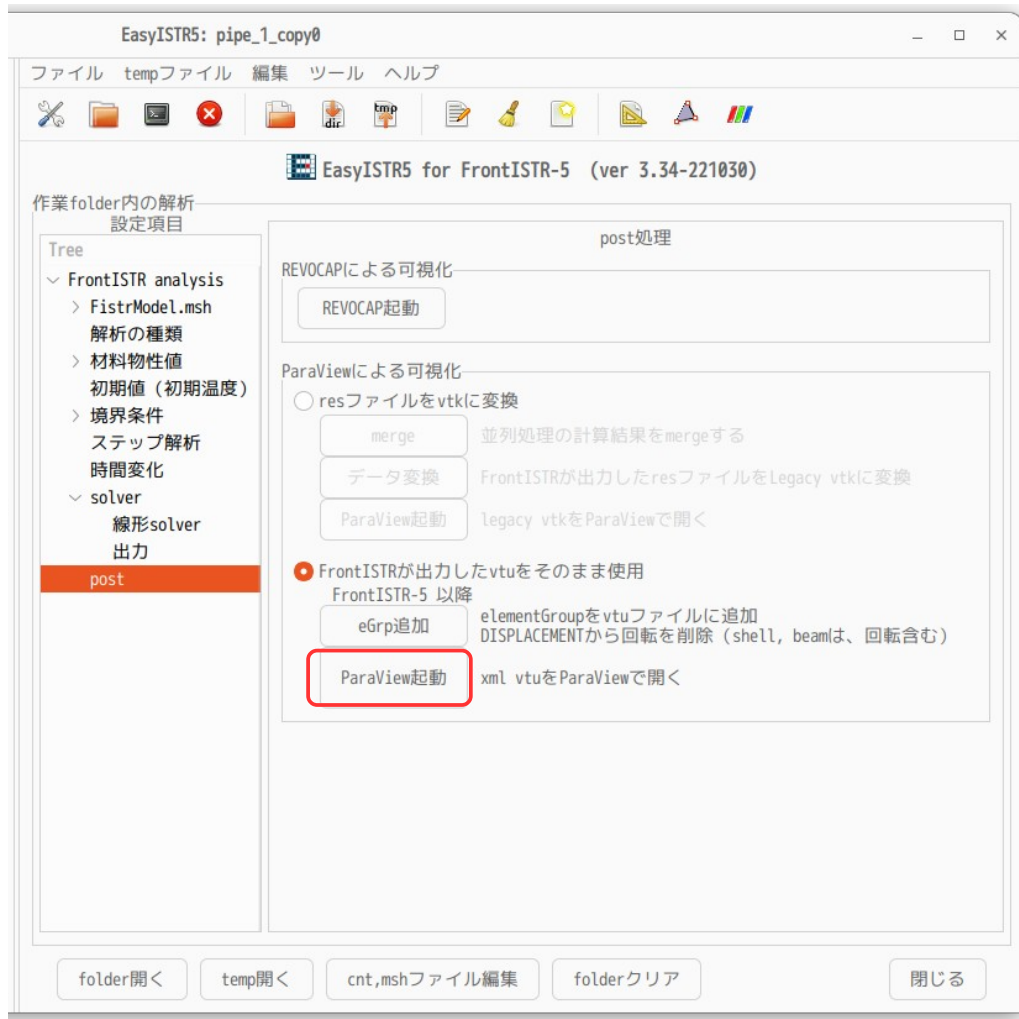 EasyISTR5: pipe_1_copy0
ファイル tempファイル 編集 ツール ヘルプ
dir
tmp
EasyISTR5 for FrontISTR-5 (ver 3.34-221030)
作業folder内の解析
設定項目
Tree
FrontISTR analysis
FistrModel.msh
解析の種類
材料物性値
初期値（初期温度）
境界条件
ステップ解析
時間変化
solver
線形solver
出力
post
post処理
REVOCAPによる可視化
REVOCAP起動
ParaViewによる可視化
resファイルをvtkに変換
merge 並列処理の計算結果をmergeする
データ変換 FrontISTRが出力したresファイルをLegacy vtkに変換
ParaView起動 legacy vtkをParaViewで開く
FrontISTRが出力したvtuをそのまま使用
FrontISTR-5 以降
eGrp追加 elementGroupをvtuファイルに追加
DISPLACEMENTから回転を削除（shell, beamは、回転含む）
ParaView起動 xml vtuをParaViewで開く
folder開く temp開く cnt,mshファイル編集 folderクリア 閉じる